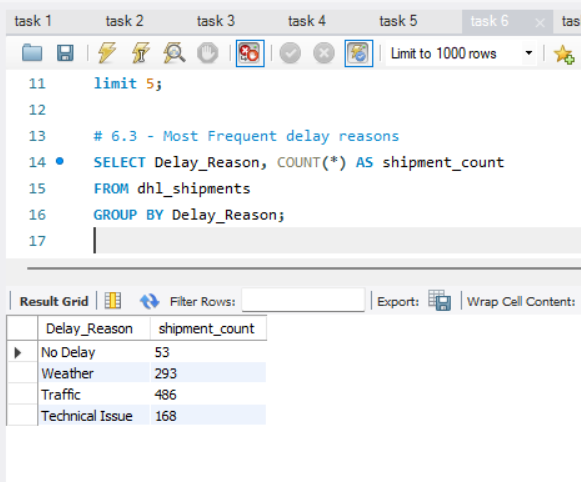 task 1 task 2 task 3 task 4 task 5 task 6 tas
Limit to 1000 rows
11 limit 5;
12
13 # 6.3 - Most Frequent delay reasons
14 SELECT Delay_Reason, COUNT(*) AS shipment_count
15 FROM dhl_shipments
16 GROUP BY Delay_Reason;
17
Result Grid Filter Rows: Export: Wrap Cell Content:
Delay_Reason shipment_count
No Delay 53
Weather 293
Traffic 486
Technical Issue 168